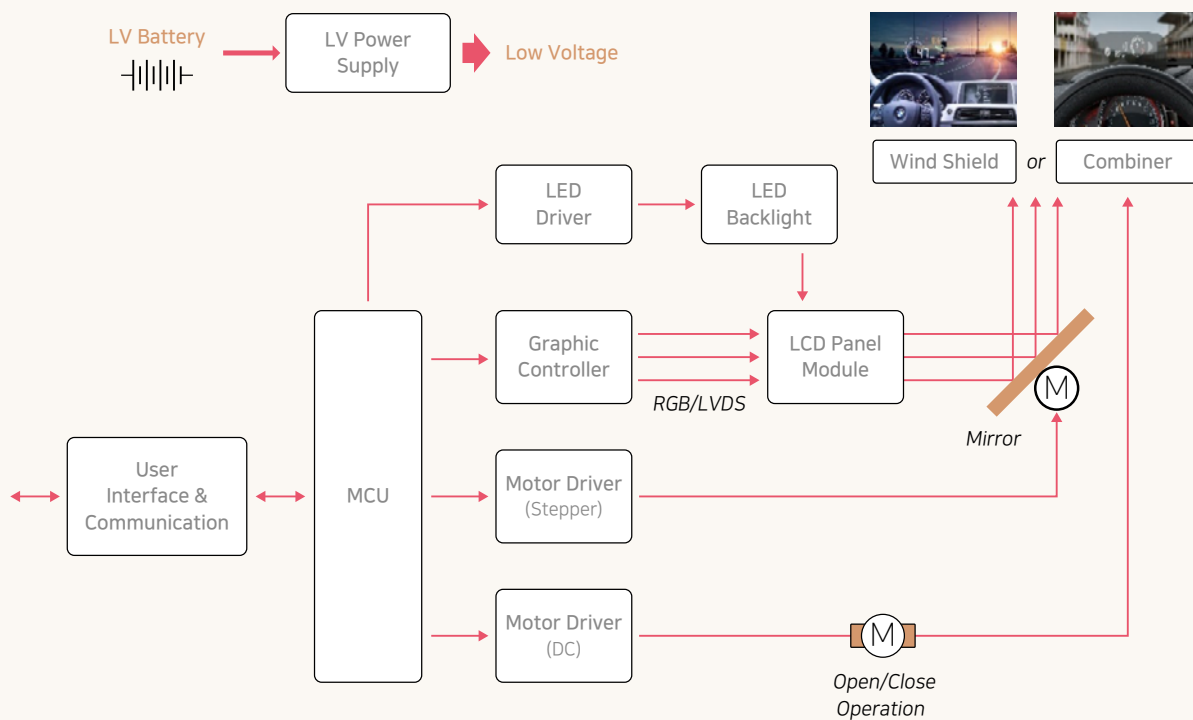 LV Battery
LV Power
Supply
Low Voltage
Wind Shield
or
Combiner
LED
Driver
LED
Backlight
Graphic
Controller
RGB/LVDS
LCD Panel
Module
M
Mirror
User
Interface &
Communication
MCU
Motor Driver
(Stepper)
Motor Driver
(DC)
M
Open/Close
Operation